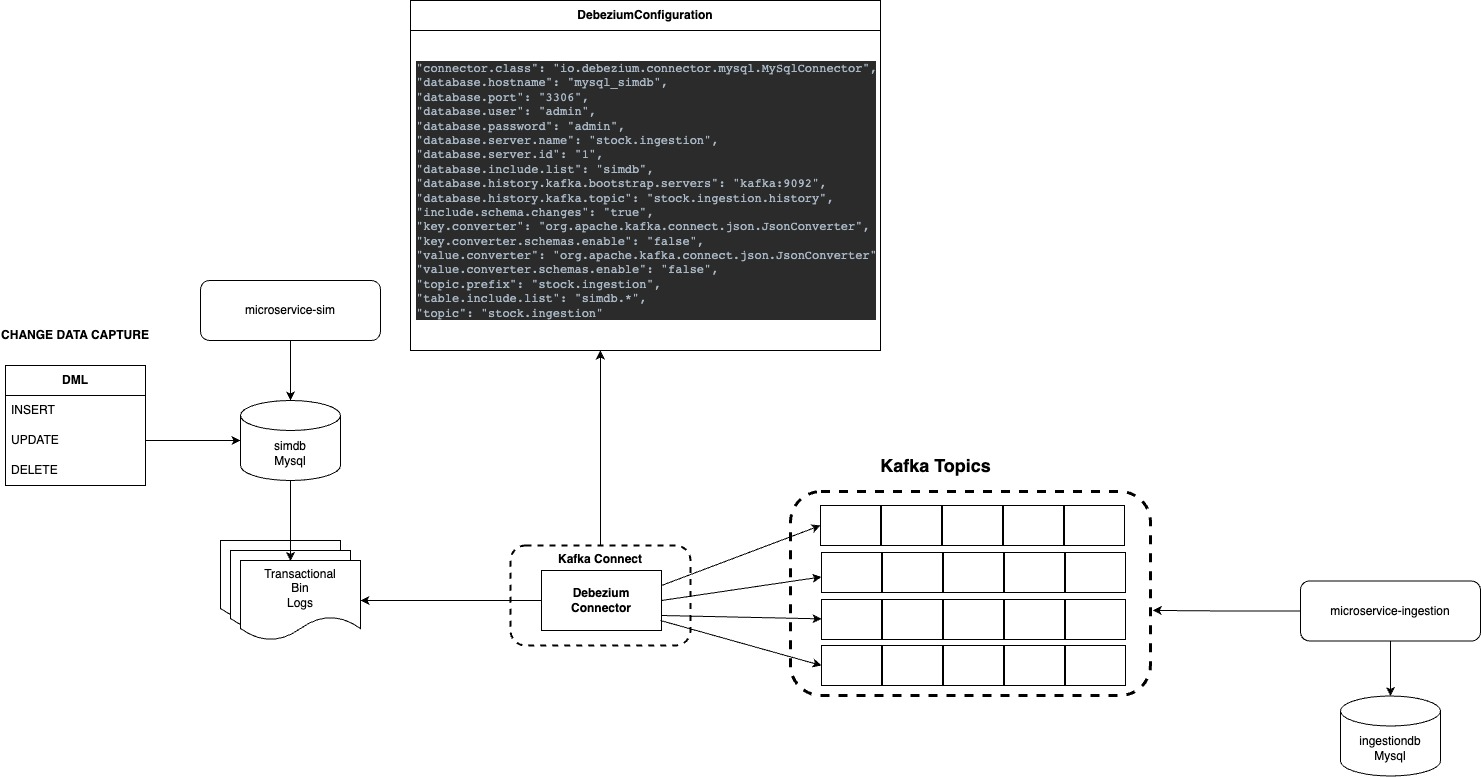 DebeziumConfiguration
"connector.class": "io.debezium.connector.mysql.MySqlConnector",
"database.hostname": "mysql_simdb",
"database.port": "3306",
"database.user": "admin",
"database.password": "admin",
"database.server.name": "stock.ingestion",
"database.server.id": "1",
"database.include.list": "simdb",
"database.history.kafka.bootstrap.servers": "kafka:9092",
"database.history.kafka.topic": "stock.ingestion.history",
"include.schema.changes": "true",
"key.converter": "org.apache.kafka.connect.json.JsonConverter",
"key.converter.schemas.enable": "false",
"value.converter": "org.apache.kafka.connect.json.JsonConverter"
"value.converter.schemas.enable": "false",
"topic.prefix": "stock.ingestion",
"table.include.list": "simdb.*",
"topic": "stock.ingestion"
microservice-sim
CHANGE DATA CAPTURE
DML
INSERT
UPDATE
DELETE
simdb
Mysql
Transactional
Bin
Logs
Kafka Connect
Debezium
Connector
Kafka Topics
microservice-ingestion
ingestiondb
Mysql